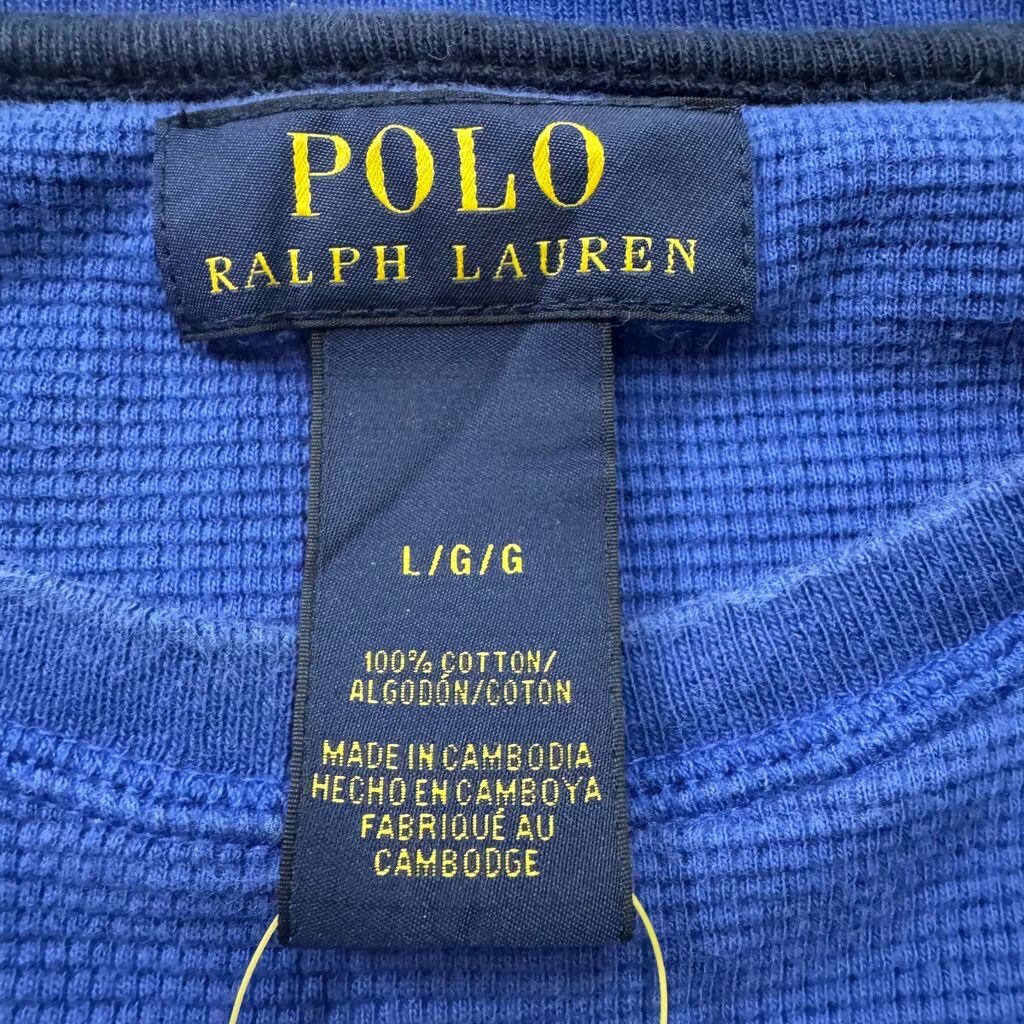 POLO
RALPH LAUREN
L/G/G
100% COTTON/
ALGODÓN/COTON
MADE IN CAMBODIA
HECHO EN CAMBOYA
FABRIQUÉ AU
CAMBODGE